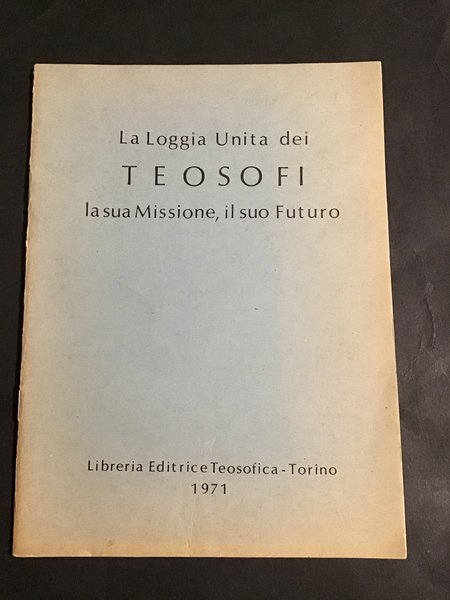 La Loggia Unita dei
TEOSOFI
la sua Missione, il suo Futuro
Libreria Editrice Teosofica - Torino
1971